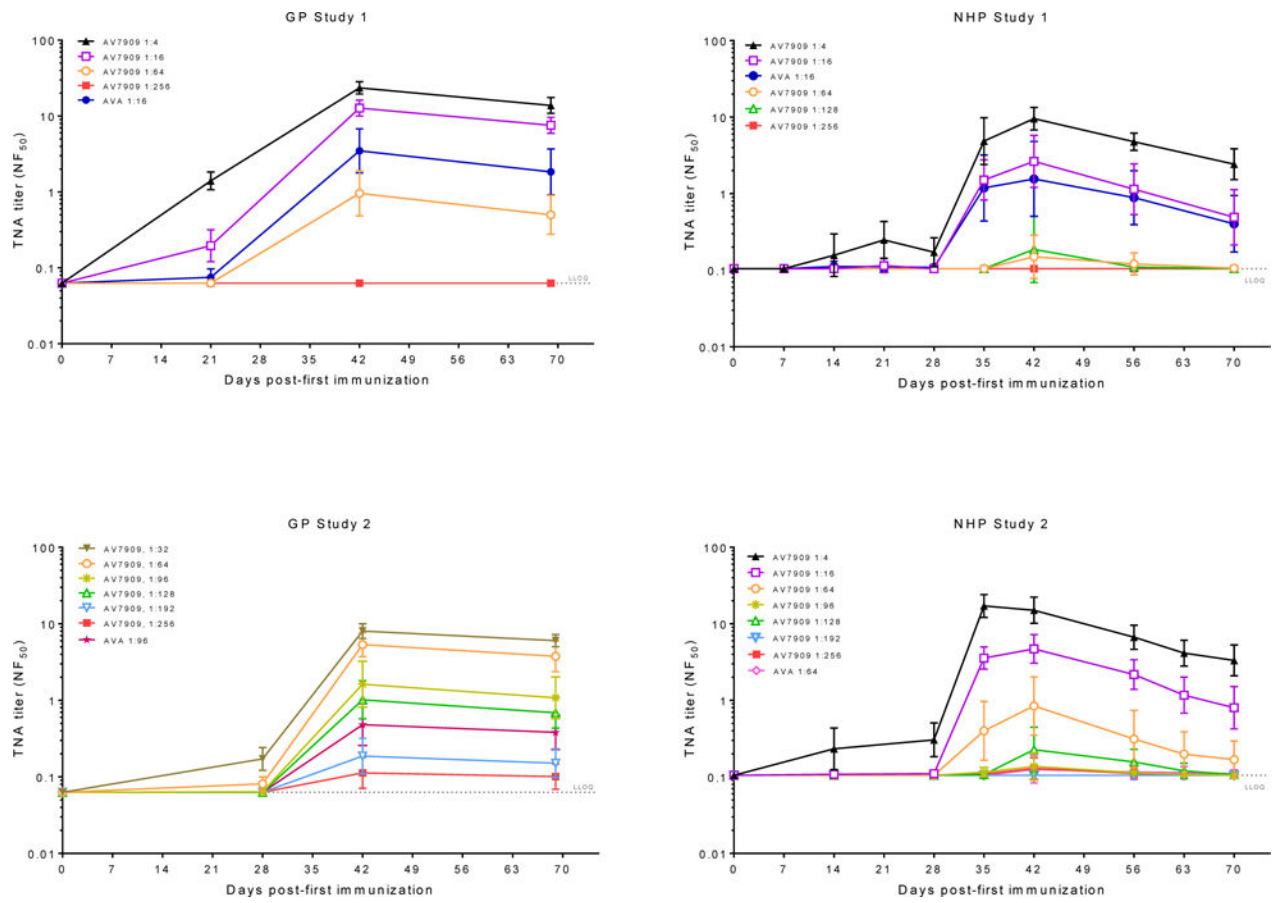 GP Study 1
100
10
1
0.1
0.01
TNA titer (NF50)
AV7909 1:4
AV7909 1:16
AV7909 1:64
AV7909 1:256
AVA 1:16
LLOQ
0 7 14 21 28 35 42 49 56 63 70
Days post-first immunization
NHP Study 1
100
10
1
0.1
0.01
TNA titer (NF50)
AV7909 1:4
AV7909 1:16
AVA 1:16
AV7909 1:64
AV7909 1:128
AV7909 1:256
LLOQ
0 7 14 21 28 35 42 49 56 63 70
Days post-first immunization
GP Study 2
100
10
1
0.1
0.01
TNA titer (NF50)
AV7909, 1:32
AV7909, 1:64
AV7909, 1:96
AV7909, 1:128
AV7909, 1:192
AV7909, 1:256
AVA 1:96
LLOQ
0 7 14 21 28 35 42 49 56 63 70
Days post-first immunization
NHP Study 2
100
10
1
0.1
0.01
TNA titer (NF50)
AV7909 1:4
AV7909 1:16
AV7909 1:64
AV7909 1:96
AV7909 1:128
AV7909 1:192
AV7909 1:256
AVA 1:64
LLOQ
0 7 14 21 28 35 42 49 56 63 70
Days post-first immunization